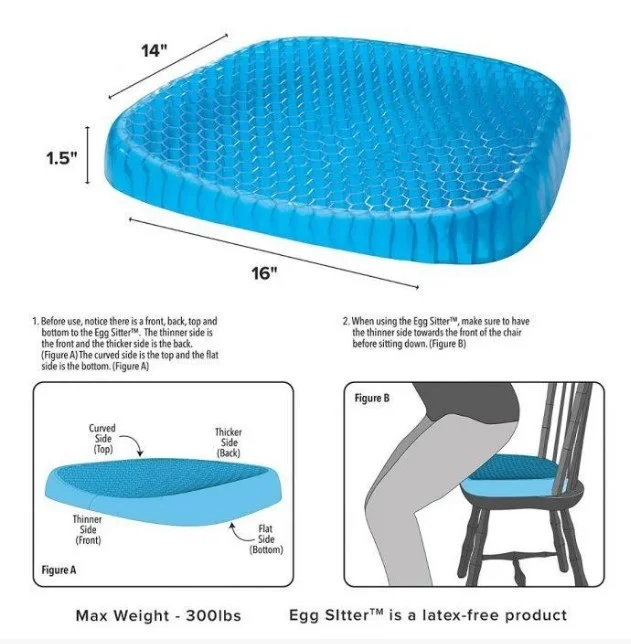 14"
1.5"
16"
1. Before use, notice there is a front, back, top and
bottom to the Egg Sitter™. The thinner side is
the front and the thicker side is the back.
(Figure A) The curved side is the top and the flat
side is the bottom. (Figure A)
2. When using the Egg Sitter™, make sure to have
the thinner side towards the front of the chair
before sitting down. (Figure B)
Curved
Side
(Top)
Thicker
Side
(Back)
Thinner
Side
(Front)
Flat
Side
(Bottom)
Figure A
Figure B
Max Weight - 300lbs
Egg SItter™ is a latex-free product